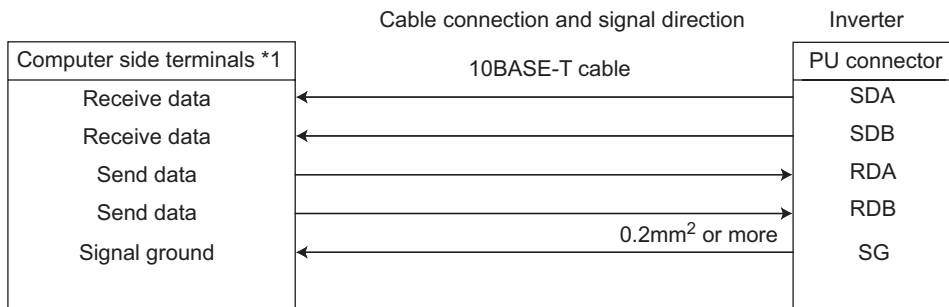 Cable connection and signal direction Inverter
Computer side terminals *1 10BASE-T cable PU connector
Receive data SDA
Receive data SDB
Send data RDA
Send data RDB
0.2mm² or more
Signal ground SG